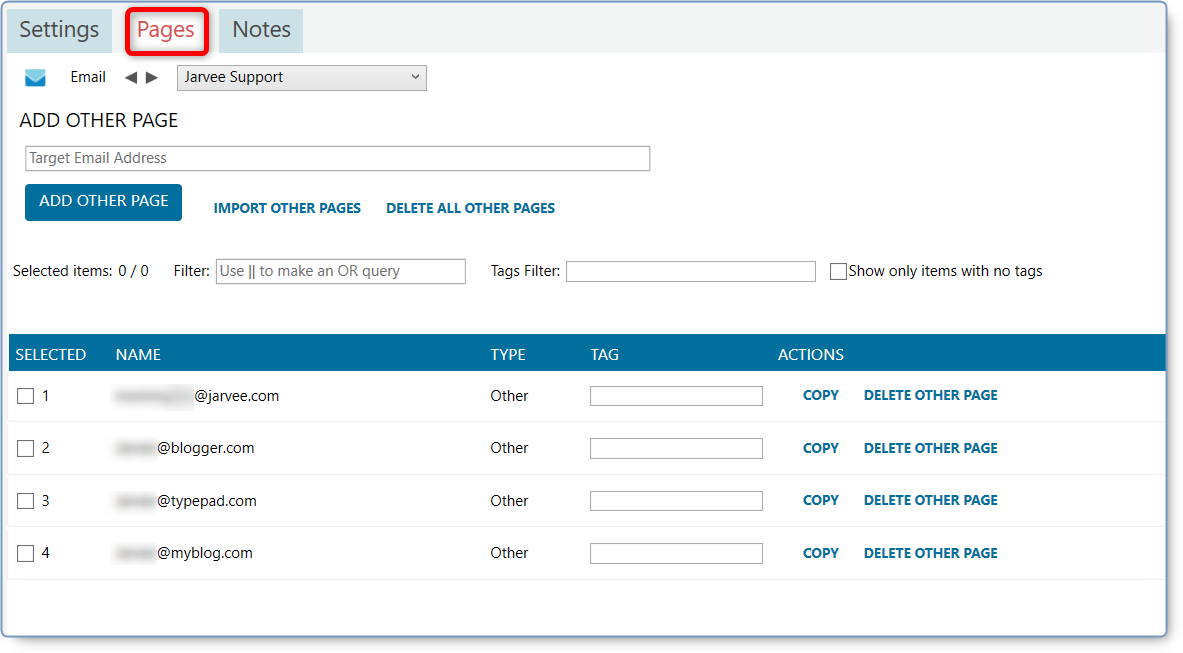 Settings Pages Notes
Email Jarvee Support
ADD OTHER PAGE
Target Email Address
ADD OTHER PAGE IMPORT OTHER PAGES DELETE ALL OTHER PAGES
Selected items: 0 / 0 Filter: Use || to make an OR query Tags Filter: Show only items with no tags
SELECTED NAME TYPE TAG ACTIONS
1 @jarvee.com Other COPY DELETE OTHER PAGE
2 @blogger.com Other COPY DELETE OTHER PAGE
3 @typepad.com Other COPY DELETE OTHER PAGE
4 @myblog.com Other COPY DELETE OTHER PAGE